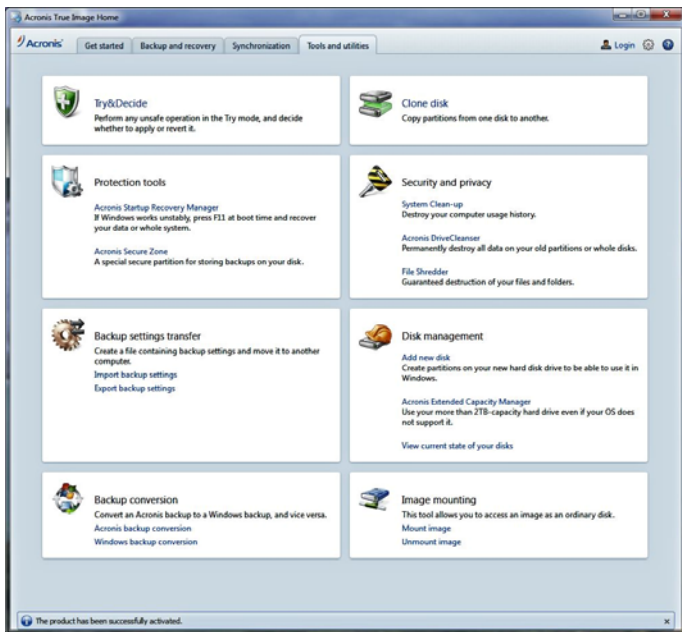 Acronis True Image Home
Acronis
Get started
Backup and recovery
Synchronization
Tools and utilities
Login
Try&Decide
Perform any unsafe operation in the Try mode, and decide
whether to apply or revert it.
Clone disk
Copy partitions from one disk to another.
Protection tools
Acronis Startup Recovery Manager
If Windows works unstably, press F11 at boot time and recover
your data or whole system.
Acronis Secure Zone
A special secure partition for storing backups on your disk.
Security and privacy
System Clean-up
Destroy your computer usage history.
Acronis DriveCleanser
Permanently destroy all data on your old partitions or whole disks.
File Shredder
Guaranteed destruction of your files and folders.
Backup settings transfer
Create a file containing backup settings and move it to another
computer.
Import backup settings
Export backup settings
Disk management
Add new disk
Create partitions on your new hard disk drive to be able to use it in
Windows.
Acronis Extended Capacity Manager
Use your more than 2TB-capacity hard drive even if your OS does
not support it.
View current state of your disks
Backup conversion
Convert an Acronis backup to a Windows backup, and vice versa.
Acronis backup conversion
Windows backup conversion
Image mounting
This tool allows you to access an image as an ordinary disk.
Mount image
Unmount image
The product has been successfully activated.